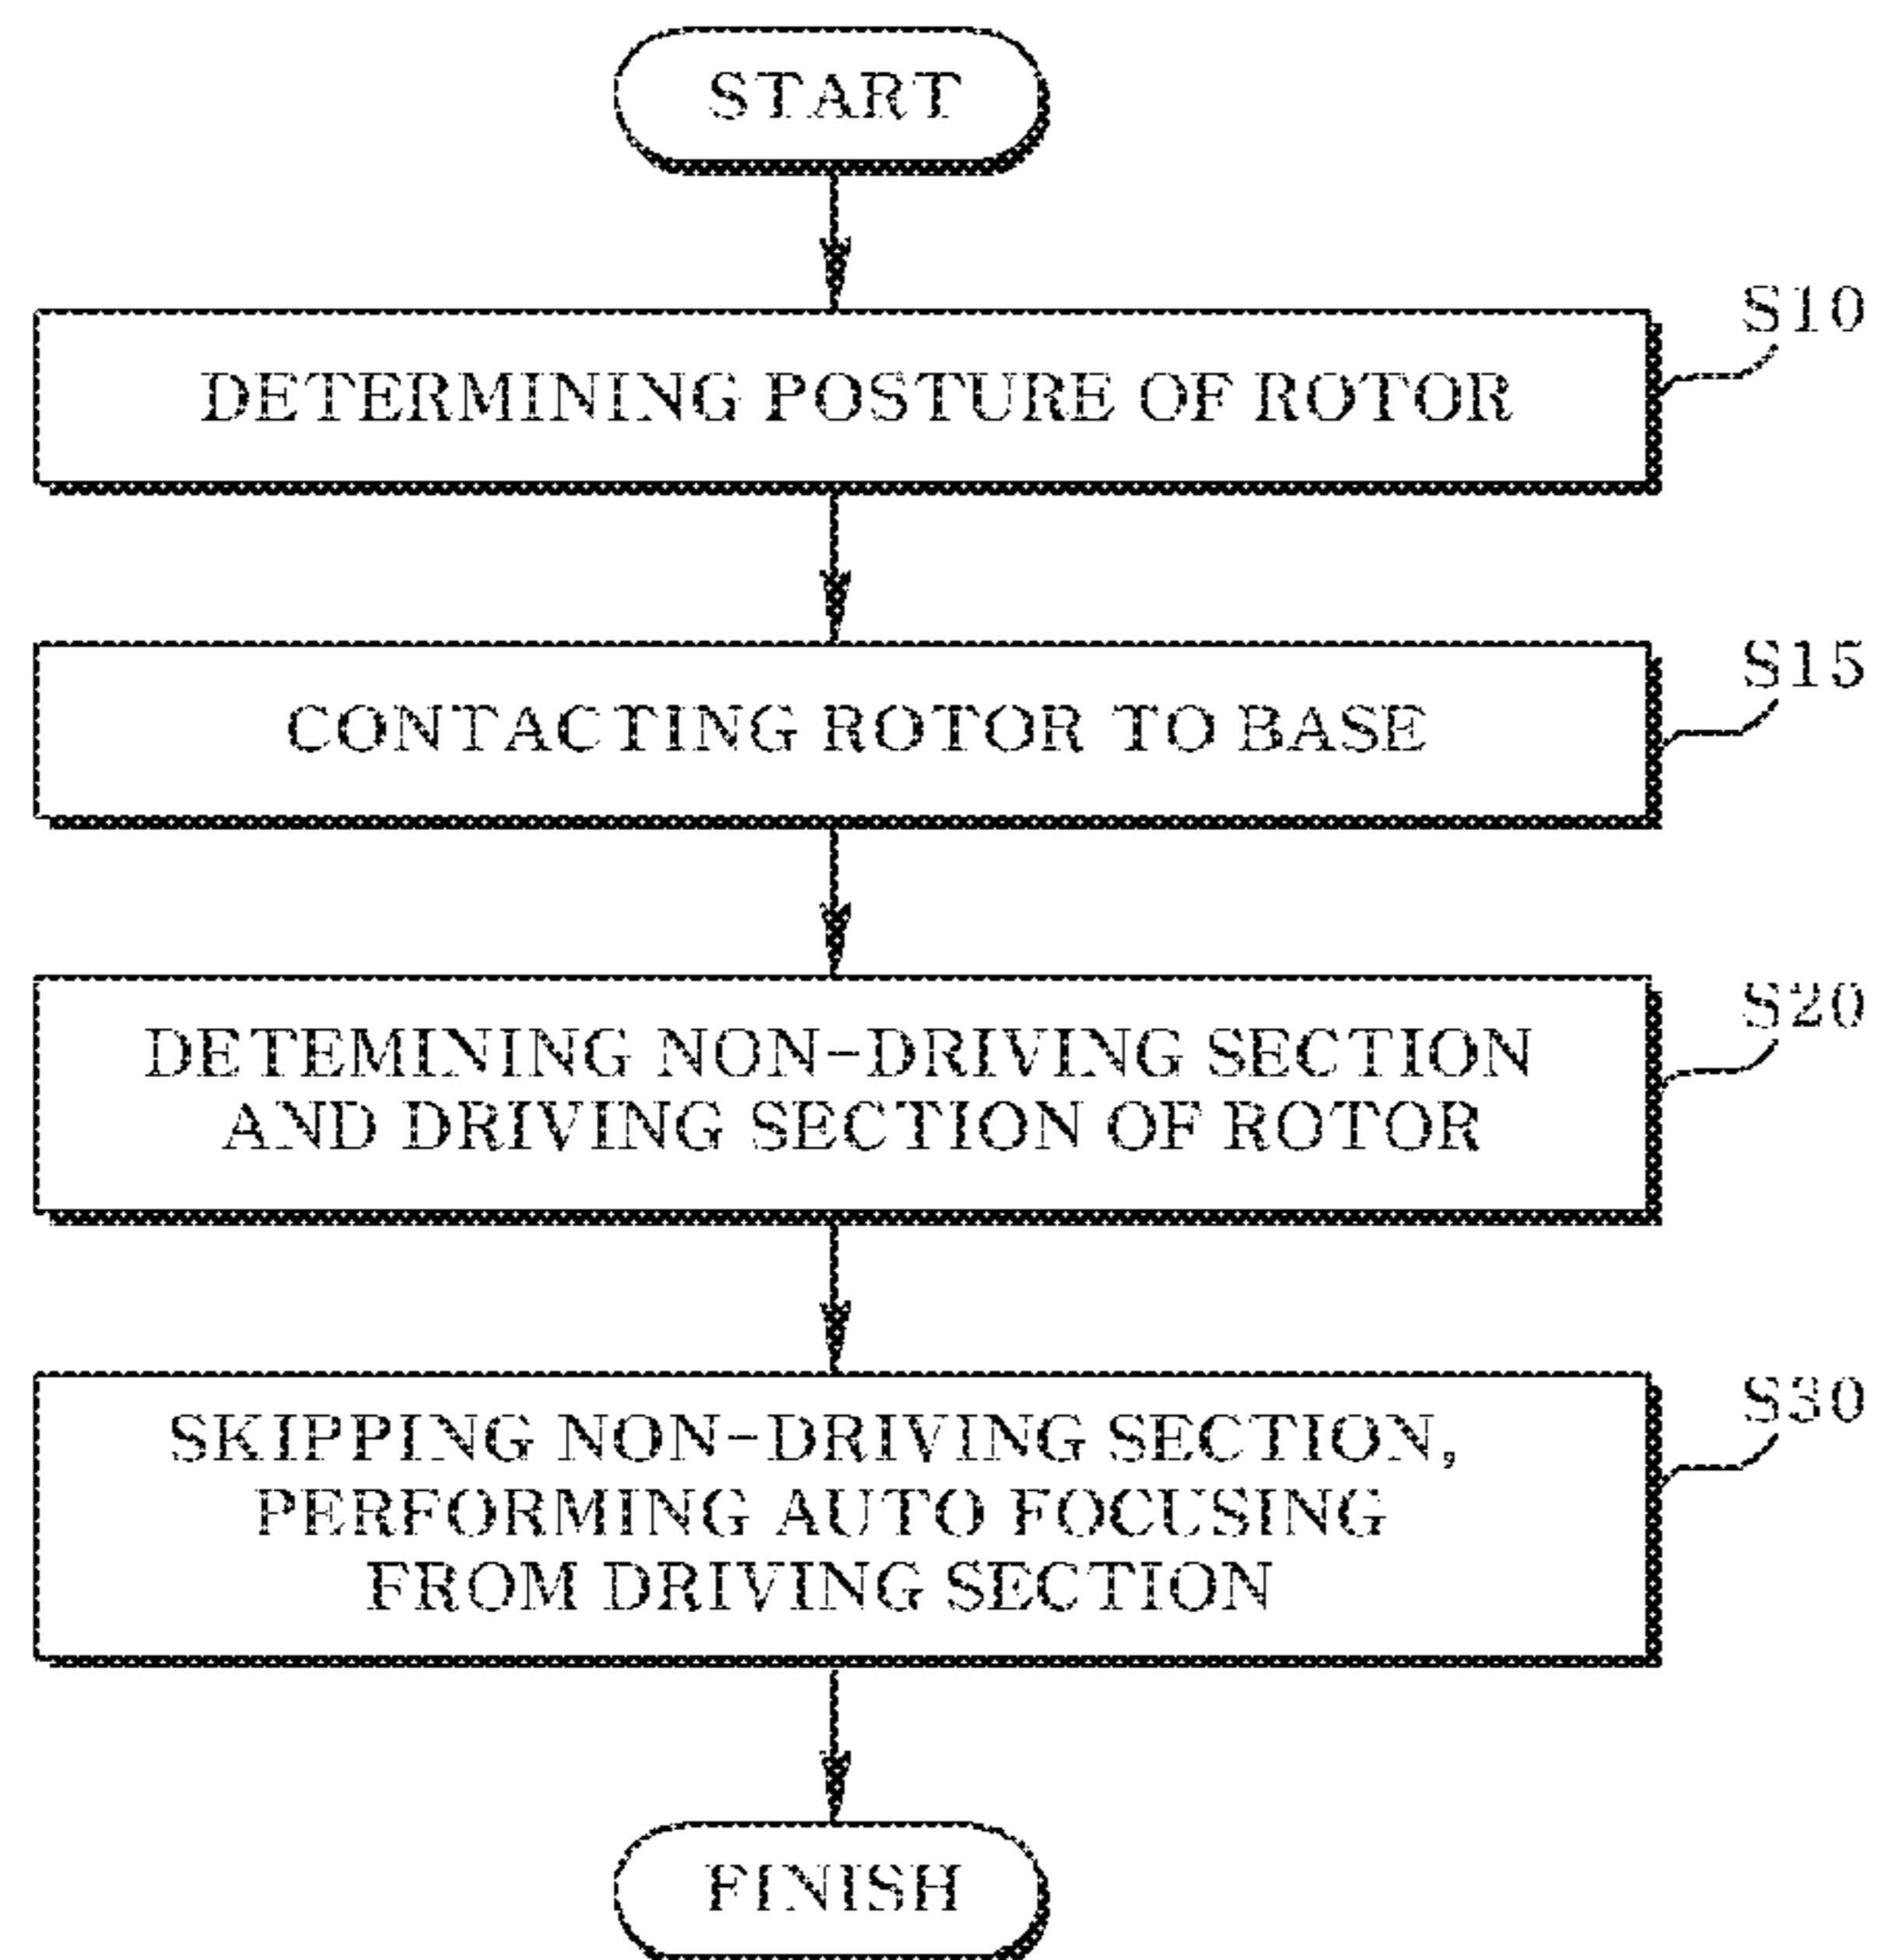 START
S10
DETERMINING POSTURE OF ROTOR
S15
CONTACTING ROTOR TO BASE
S20
DETEMINING NON-DRIVING SECTION
AND DRIVING SECTION OF ROTOR
S30
SKIPPING NON-DRIVING SECTION,
PERFORMING AUTO FOCUSING
FROM DRIVING SECTION
FINISH